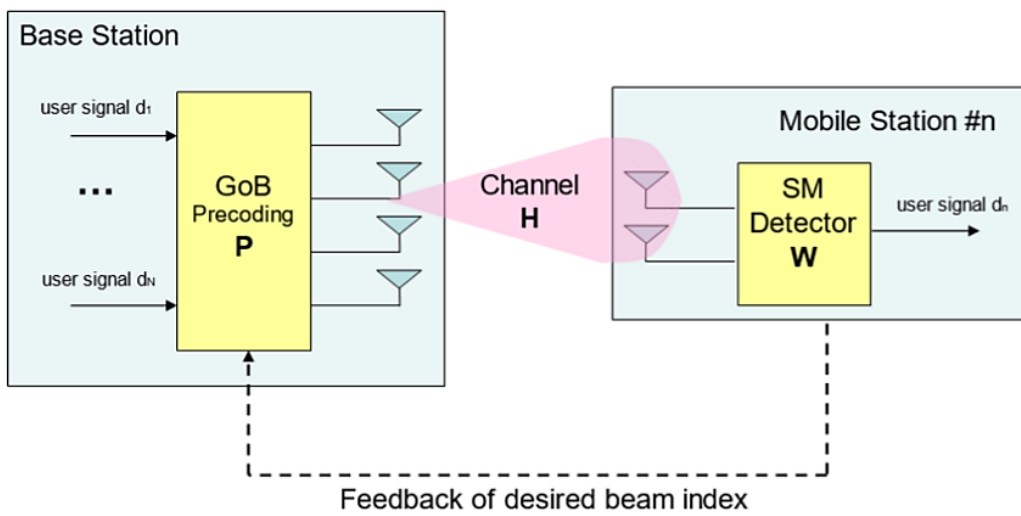 Base Station
user signal d1
...
user signal dN
GoB
Precoding
P
Channel
H
Mobile Station #n
SM
Detector
W
user signal dn
Feedback of desired beam index